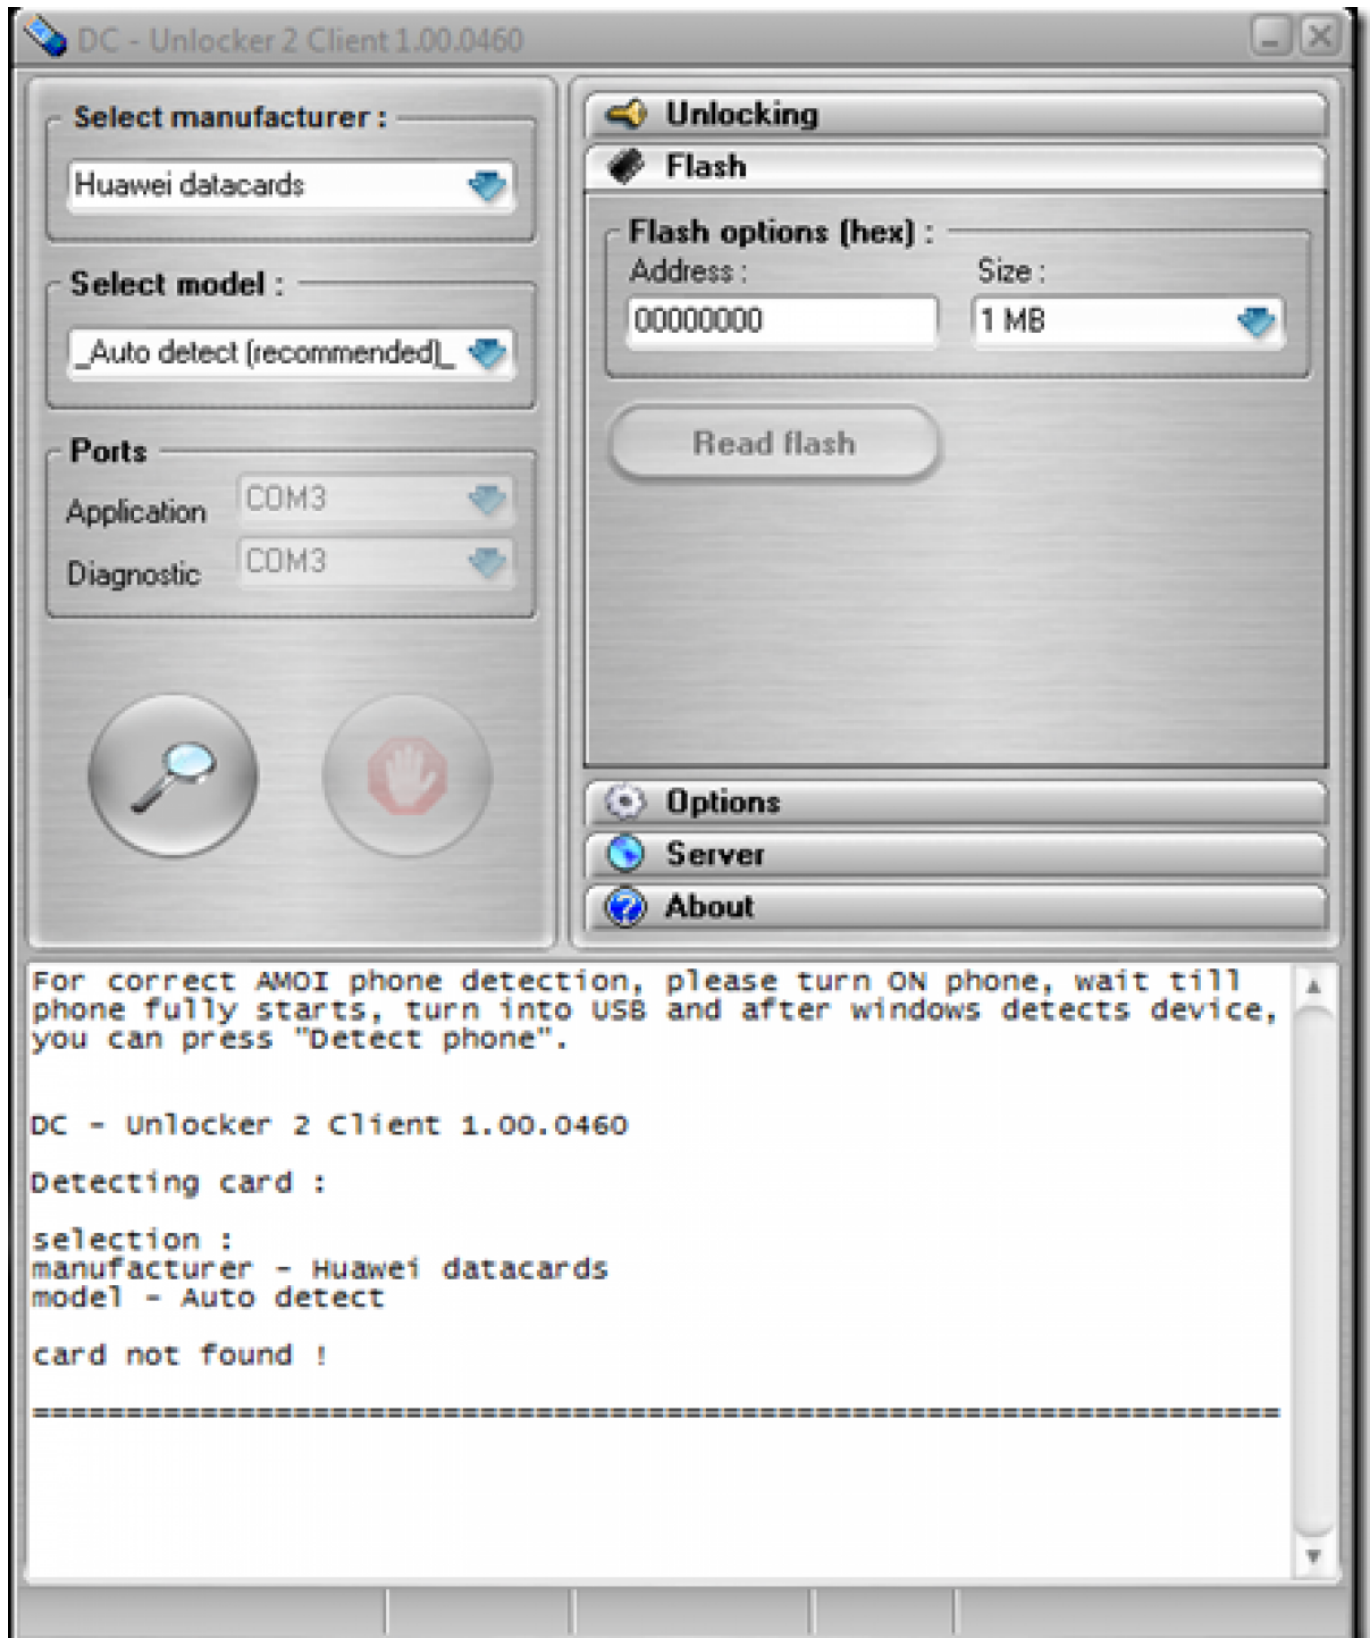 DC - Unlocker 2 Client 1.00.0460
Select manufacturer :
Huawei datacards
Select model :
_Auto detect (recommended)_
Ports
Application COM3
Diagnostic COM3
Unlocking
Flash
Flash options (hex) :
Address : Size :
00000000 1 MB
Read flash
Options
Server
About
For correct AMOI phone detection, please turn ON phone, wait till
phone fully starts, turn into USB and after windows detects device,
you can press "Detect phone".
DC - Unlocker 2 Client 1.00.0460
Detecting card :
selection :
manufacturer - Huawei datacards
model - Auto detect
card not found !
===================================================================